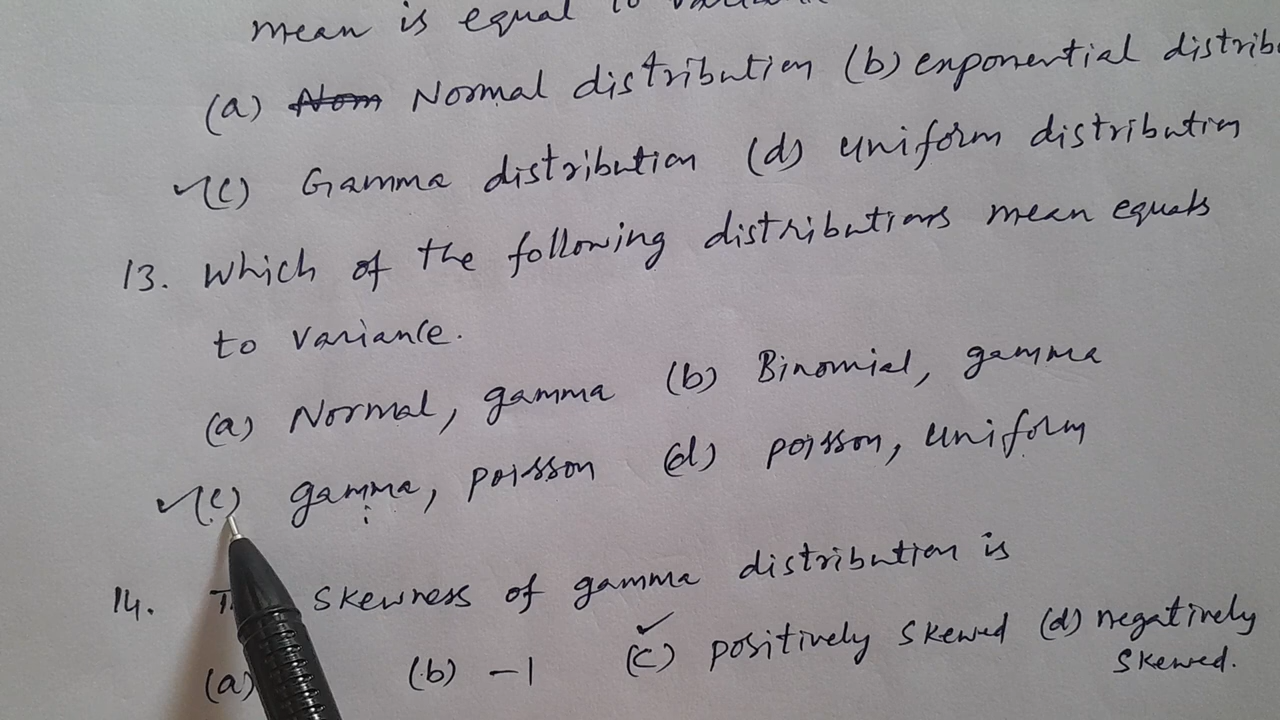 mean is equal to
(a) Nom Normal distribution (b) exponential distrib
✓(c) Gamma distribution (d) uniform distribution
13. Which of the following distributions mean equals
to variance.
(a) Normal, gamma (b) Binomial, gamma
✓(c) gamma, poisson (d) poisson, uniform
14. skewness of gamma distribution is
(a) (b) -1 (c) ✓ positively skewed (d) negatively
skewed.